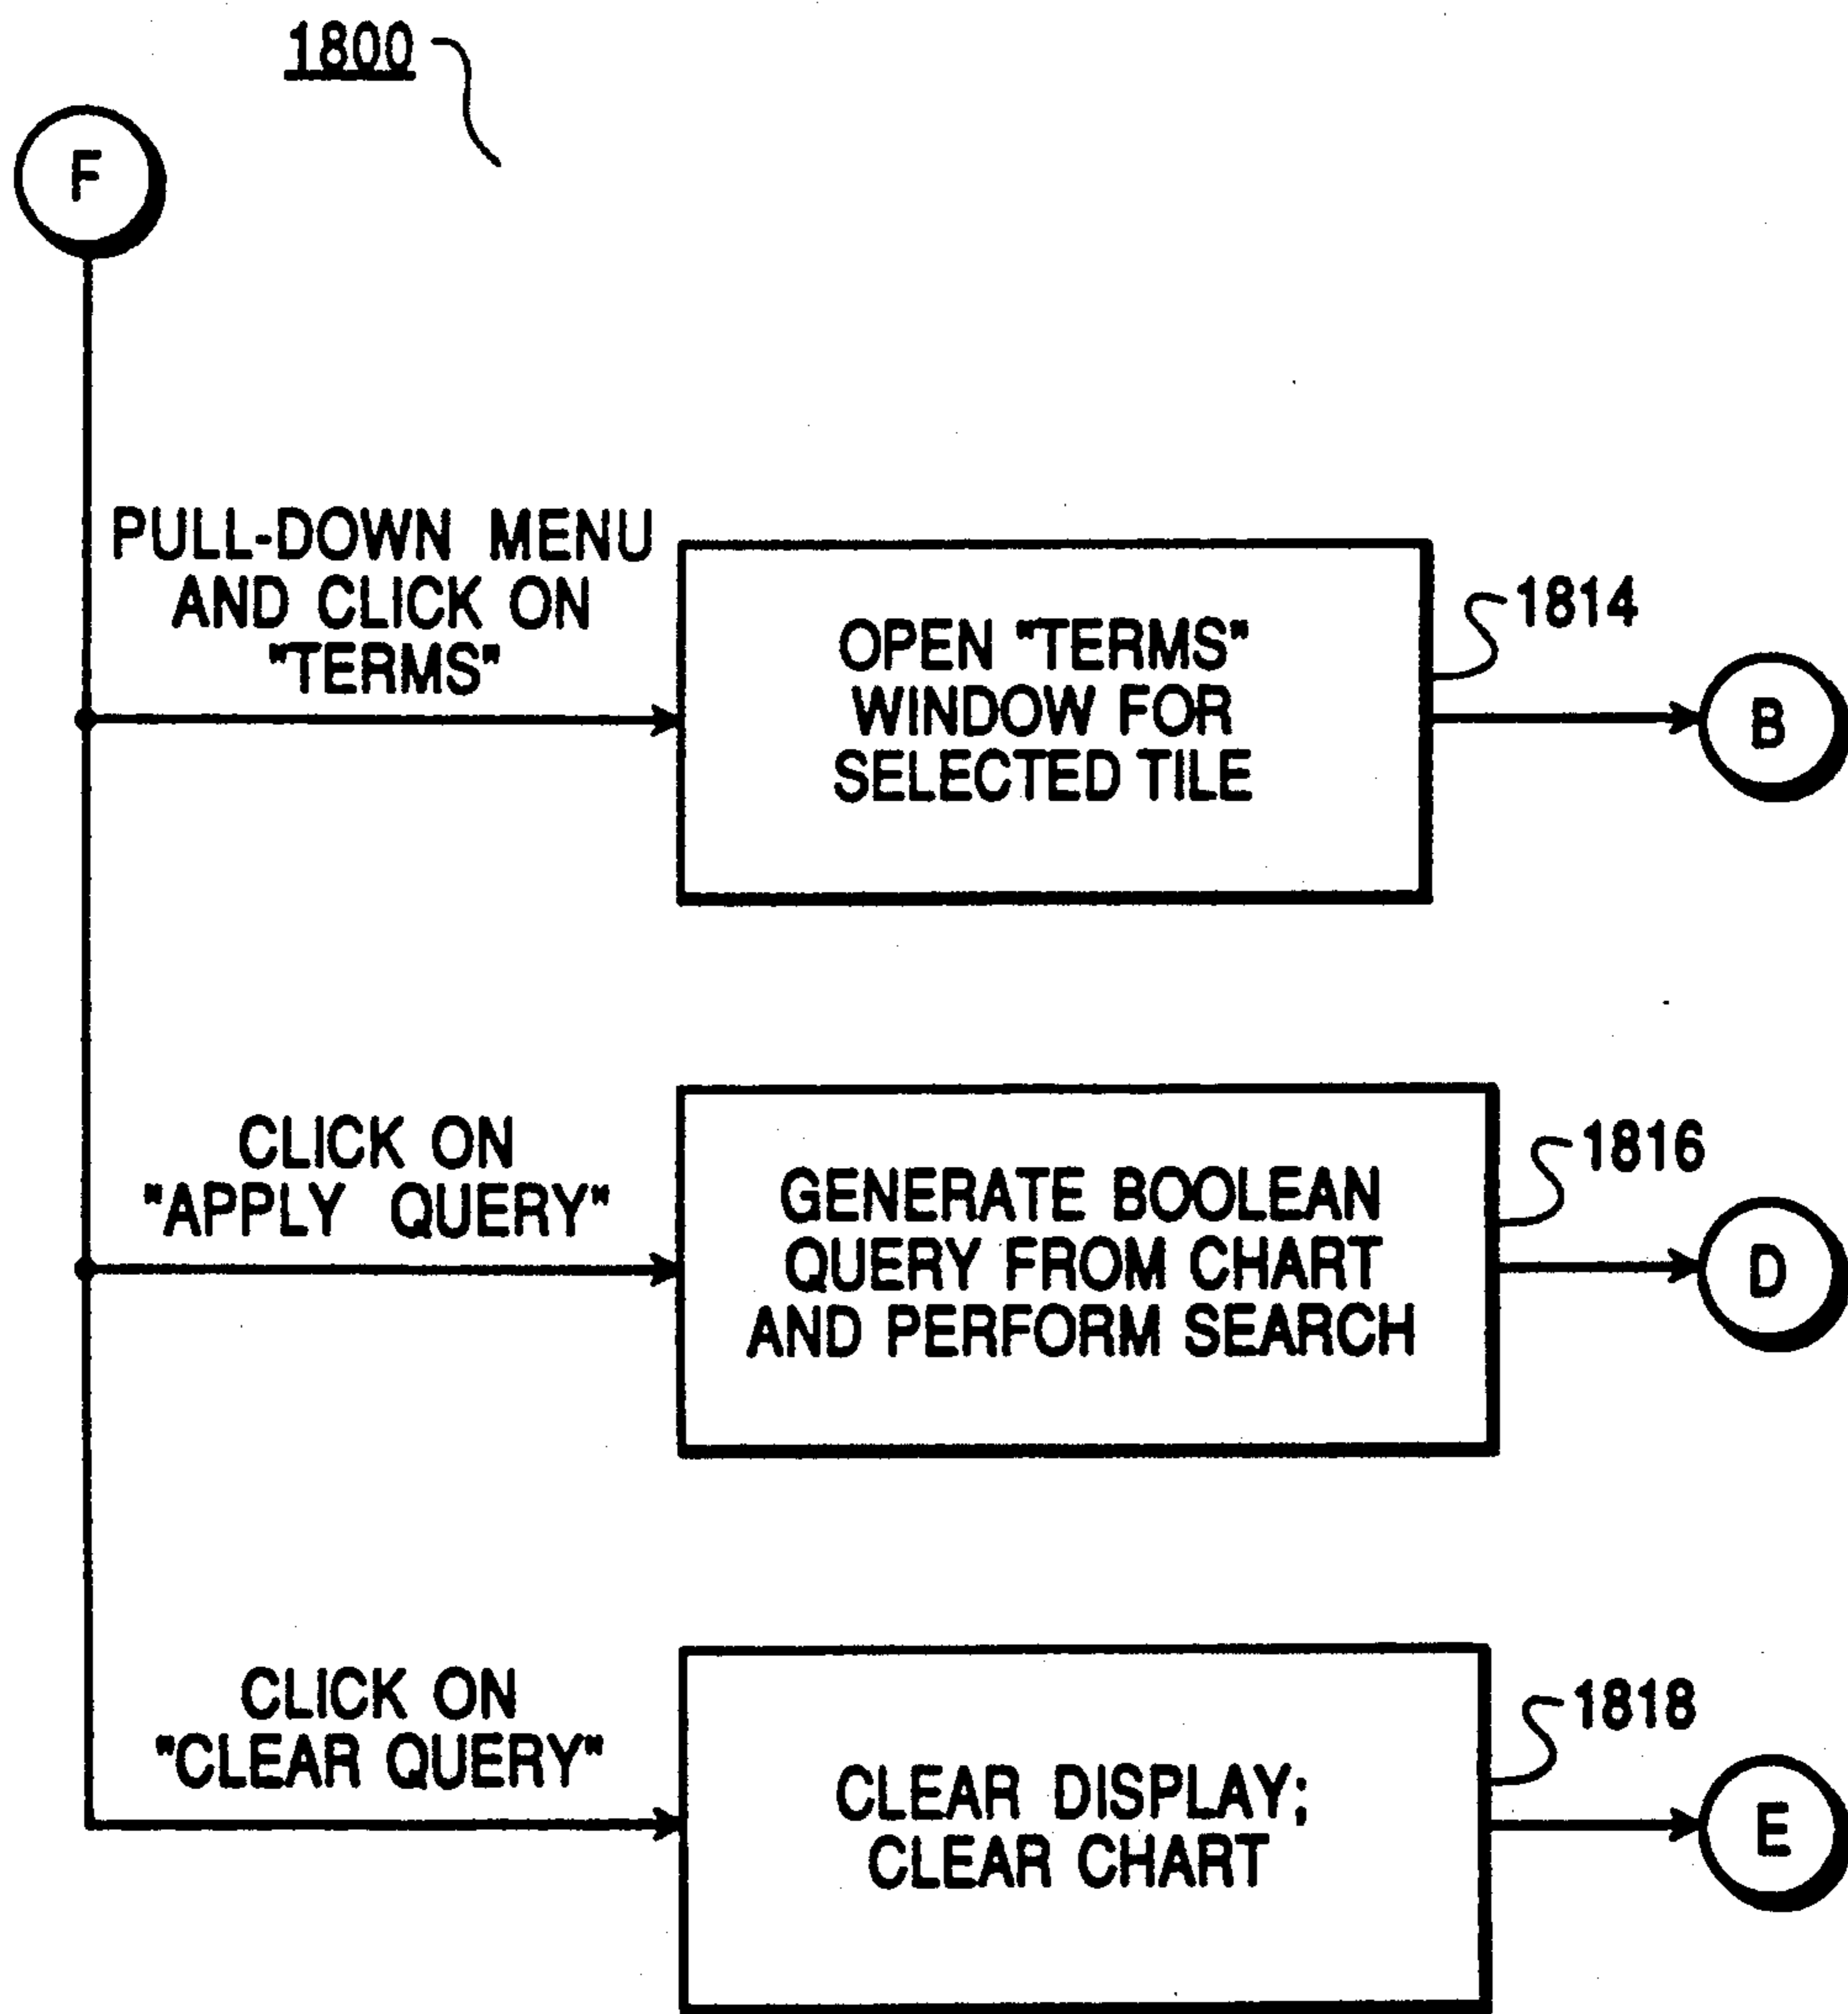 1800
F
PULL-DOWN MENU
AND CLICK ON
"TERMS"
OPEN "TERMS"
WINDOW FOR
SELECTED TILE
1814
B
CLICK ON
"APPLY QUERY"
GENERATE BOOLEAN
QUERY FROM CHART
AND PERFORM SEARCH
1816
D
CLICK ON
"CLEAR QUERY"
CLEAR DISPLAY;
CLEAR CHART
1818
E